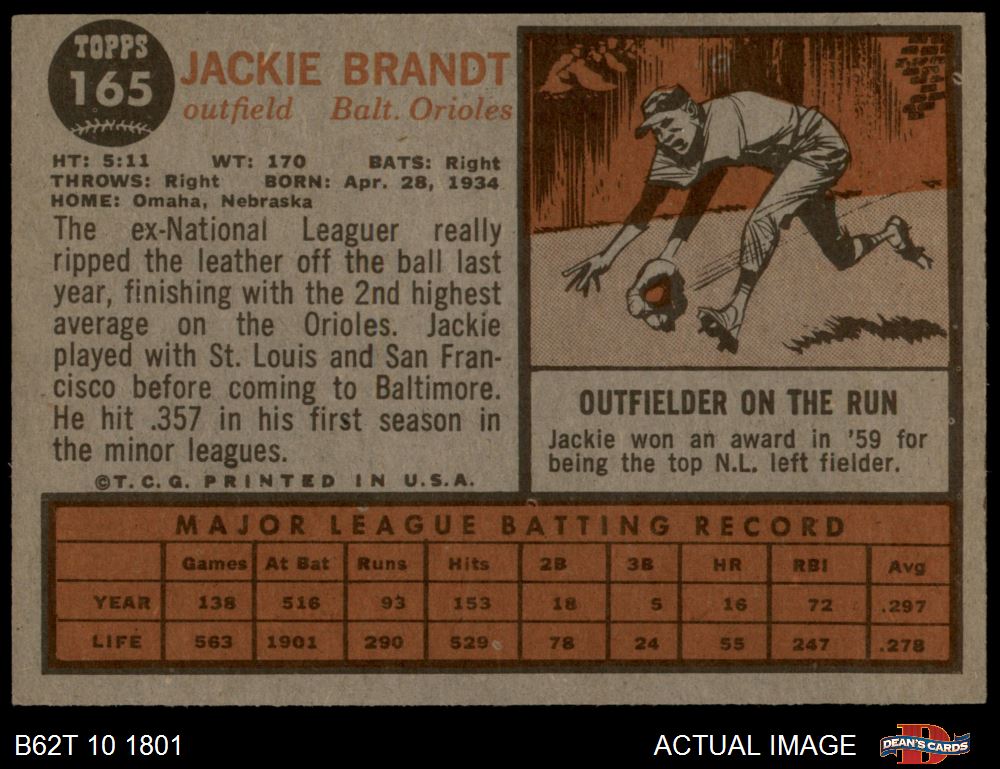 TOPPS
165
JACKIE BRANDT
outfield Balt. Orioles
HT: 5:11 WT: 170 BATS: Right
THROWS: Right BORN: Apr. 28, 1934
HOME: Omaha, Nebraska
The ex-National Leaguer really
ripped the leather off the ball last
year, finishing with the 2nd highest
average on the Orioles. Jackie
played with St. Louis and San Fran-
cisco before coming to Baltimore.
He hit .357 in his first season in
the minor leagues.
©T.C.G. PRINTED IN U.S.A.
OUTFIELDER ON THE RUN
Jackie won an award in '59 for
being the top N.L. left fielder.
MAJOR LEAGUE BATTING RECORD
Games At Bat Runs Hits 2B 3B HR RBI Avg
YEAR 138 516 93 153 18 5 16 72 .297
LIFE 563 1901 290 529 78 24 55 247 .278
B62T 10 1801
ACTUAL IMAGE
DEAN'S CARDS